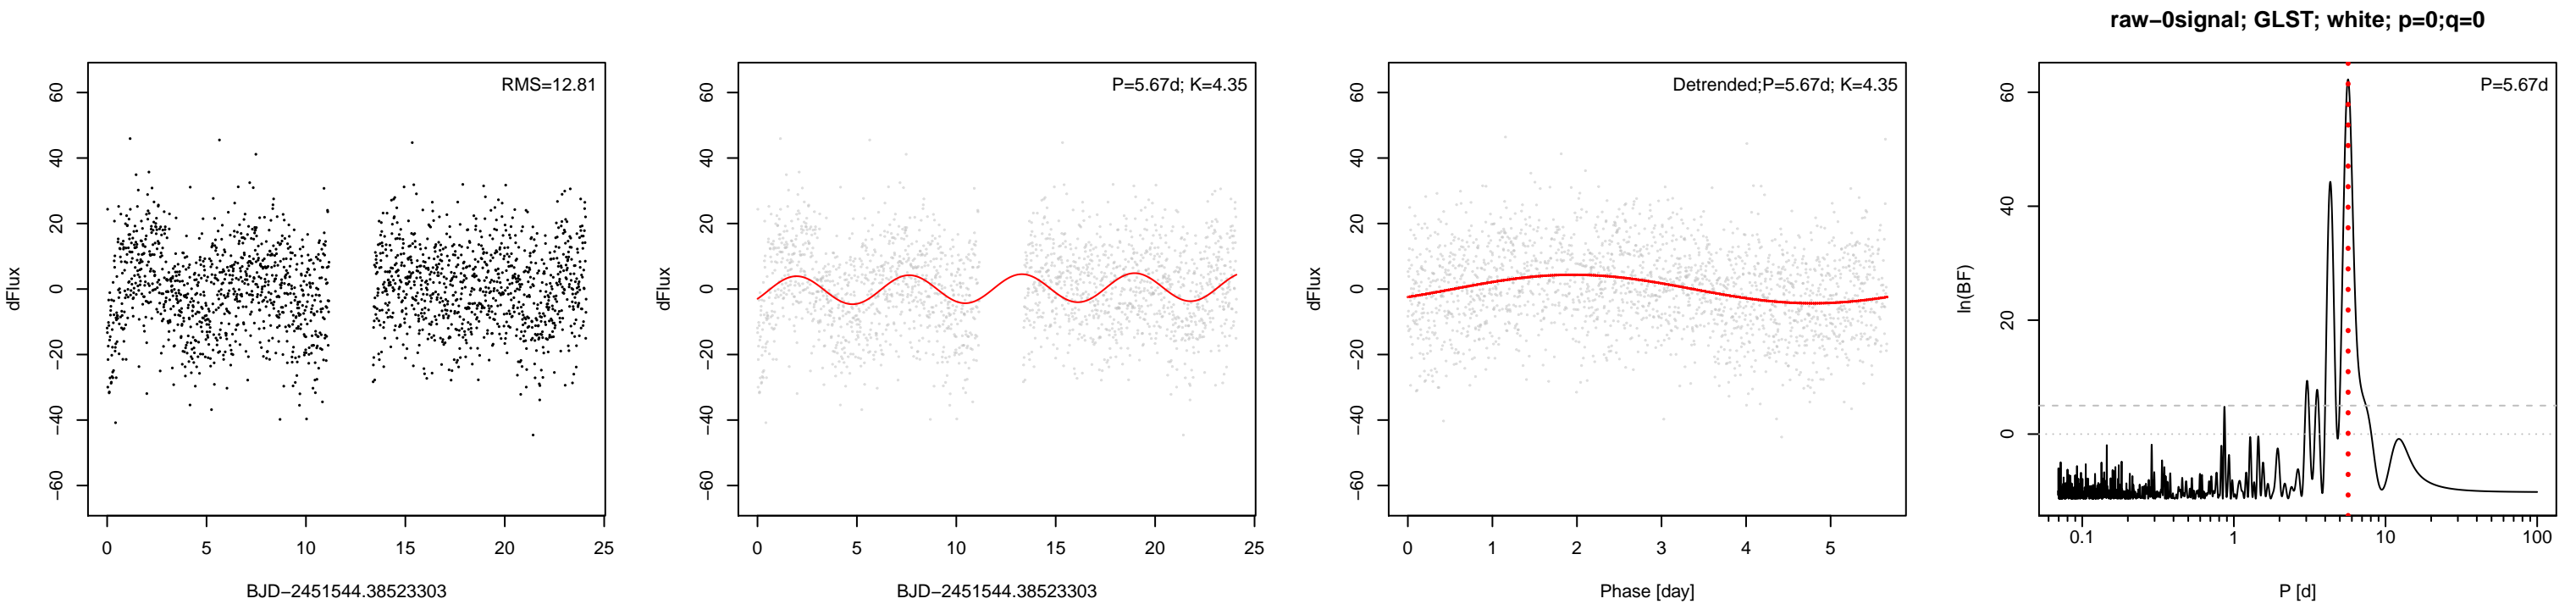 raw−0signal; GLST; white; p=0;q=0
RMS=12.81
dFlux
60
40
20
0
−20
−40
−60
0 5 10 15 20 25
BJD−2451544.38523303
P=5.67d; K=4.35
dFlux
60
40
20
0
−20
−40
−60
0 5 10 15 20 25
BJD−2451544.38523303
Detrended;P=5.67d; K=4.35
dFlux
60
40
20
0
−20
−40
−60
0 1 2 3 4 5
Phase [day]
P=5.67d
ln(BF)
60
40
20
0
0.1 1 10 100
P [d]